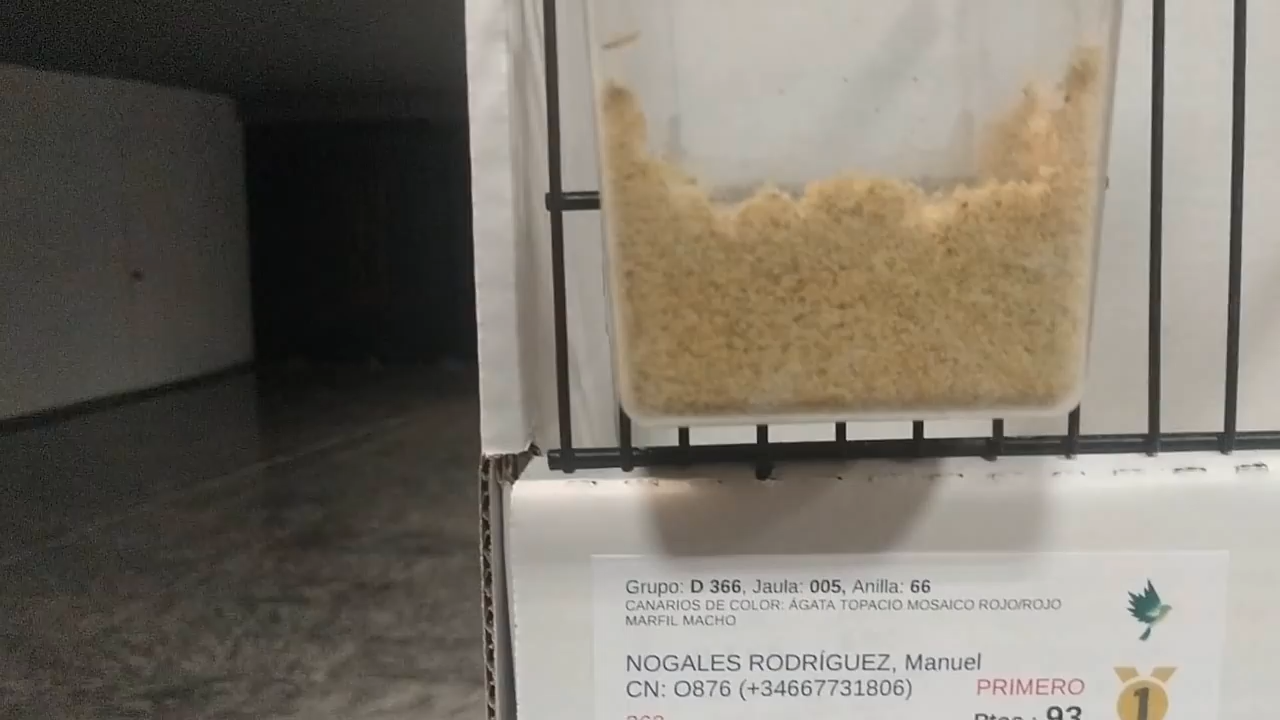 Grupo: D 366, Jaula: 005, Anilla: 66
CANARIOS DE COLOR: ÁGATA TOPACIO MOSAICO ROJO/ROJO
MARFIL MACHO
NOGALES RODRÍGUEZ, Manuel
CN: O876 (+34667731806)
PRIMERO
1
Ptos.: 93